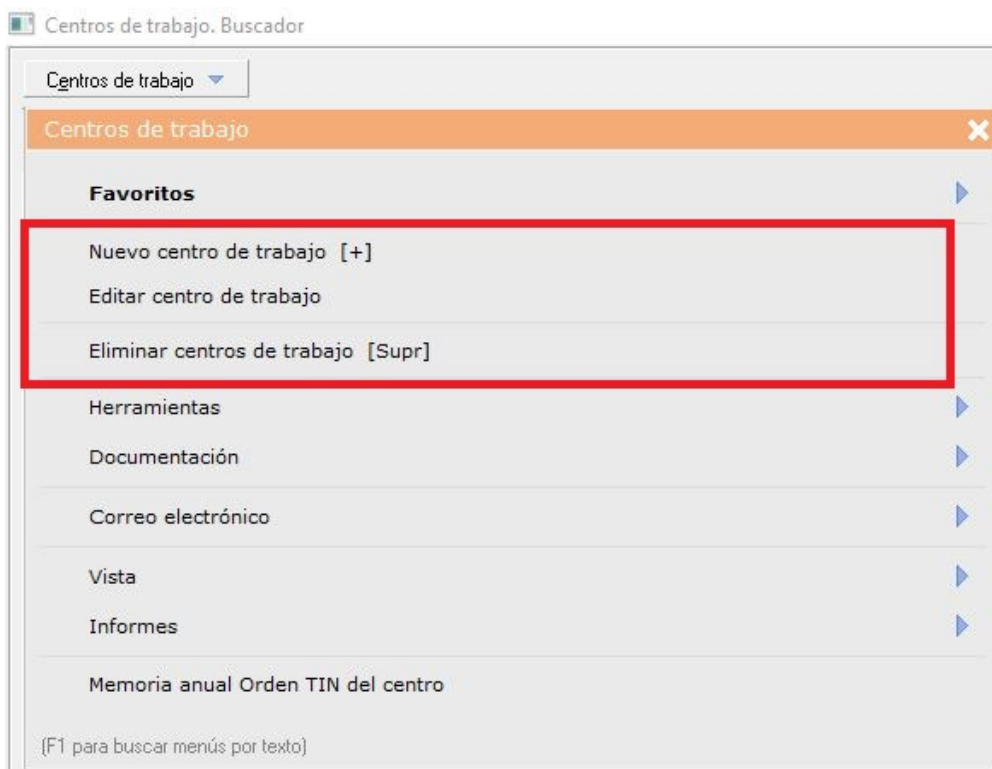 Centros de trabajo. Buscador
Centros de trabajo
Centros de trabajo
Favoritos
Nuevo centro de trabajo [+]
Editar centro de trabajo
Eliminar centros de trabajo [Supr]
Herramientas
Documentación
Correo electrónico
Vista
Informes
Memoria anual Orden TIN del centro
(F1 para buscar menús por texto)